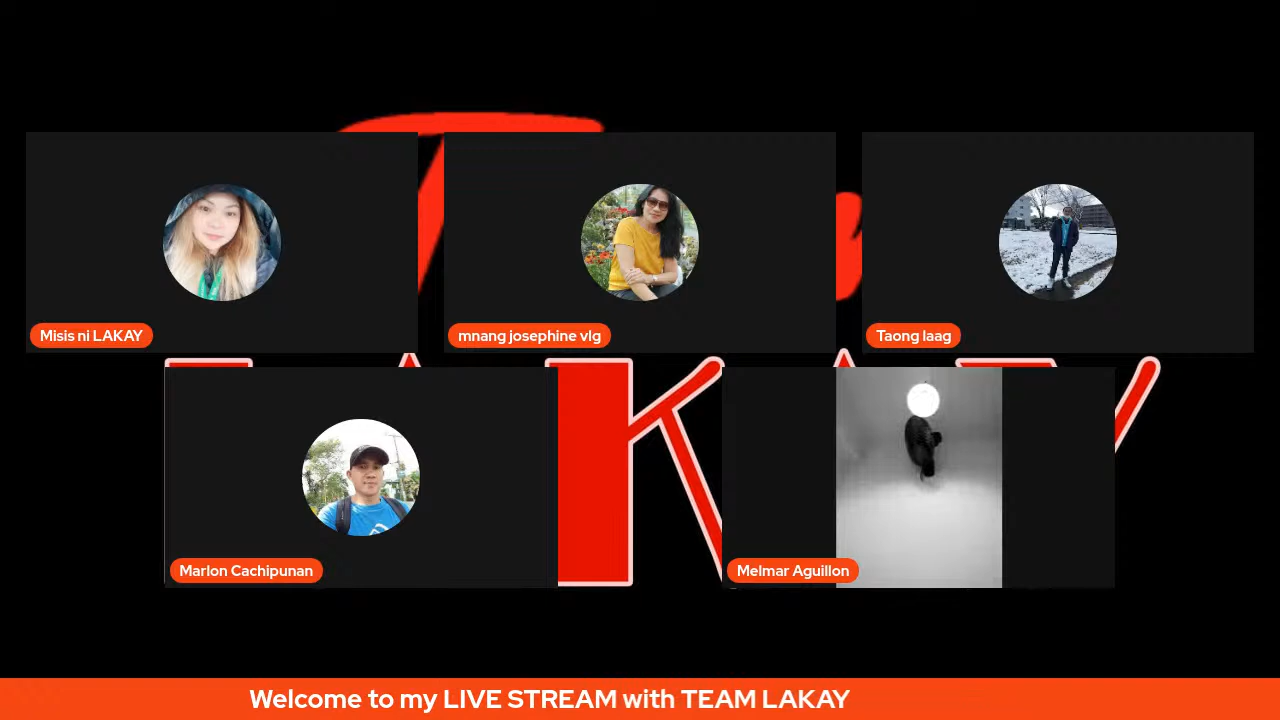 Misis ni LAKAY
mnang josephine vlg
Taong laag
Marlon Cachipunan
Melmar Aguillon
Welcome to my LIVE STREAM with TEAM LAKAY